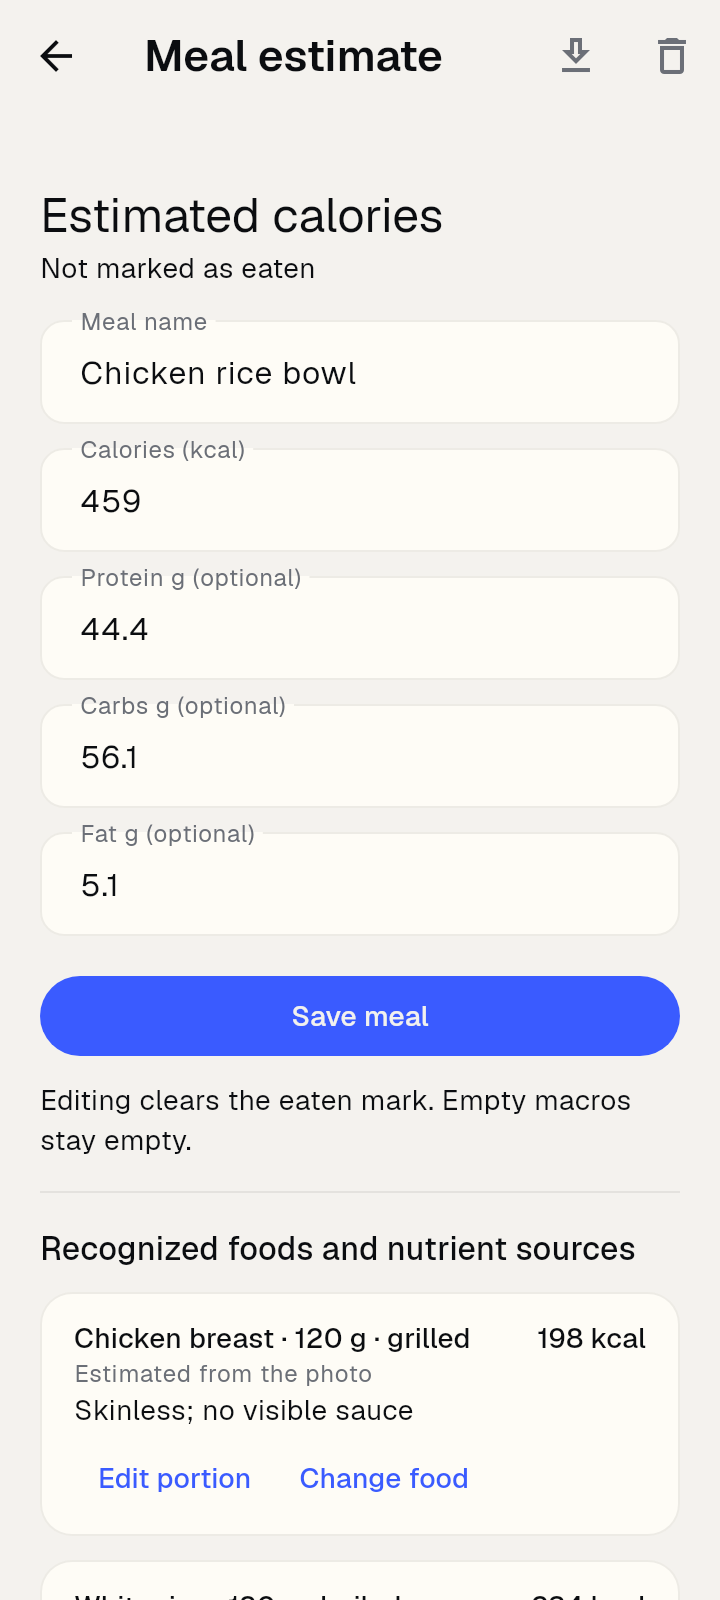 Meal estimate
Estimated calories
Not marked as eaten
Meal name
Chicken rice bowl
Calories (kcal)
459
Protein g (optional)
44.4
Carbs g (optional)
56.1
Fat g (optional)
5.1
Save meal
Editing clears the eaten mark. Empty macros
stay empty.
Recognized foods and nutrient sources
Chicken breast · 120 g · grilled 198 kcal
Estimated from the photo
Skinless; no visible sauce
Edit portion Change food